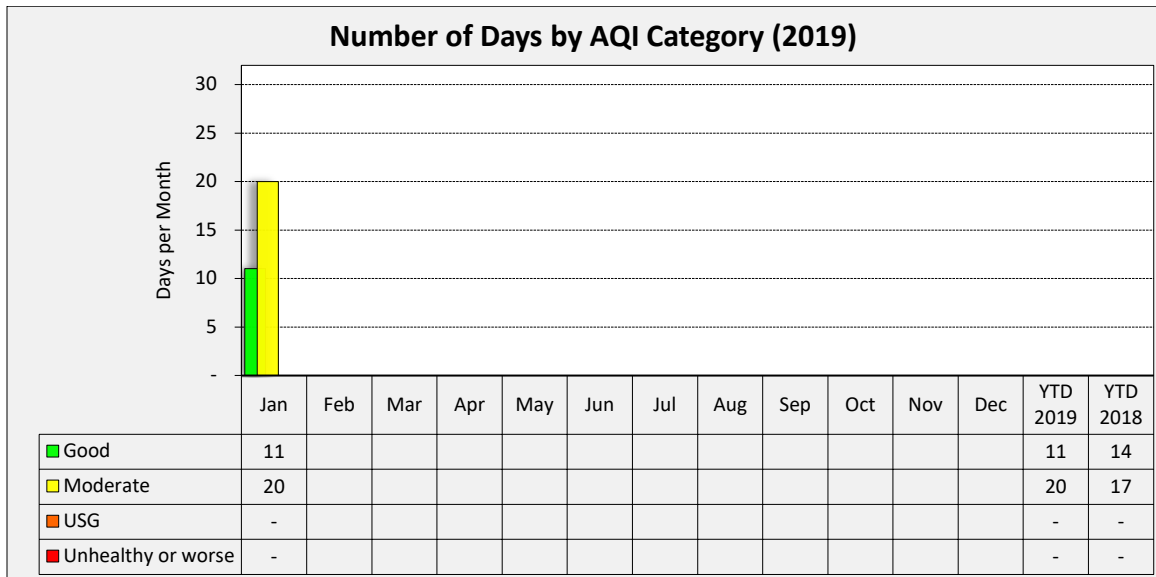 Number of Days by AQI Category (2019)
Days per Month
30
25
20
15
10
5
-
Jan Feb Mar Apr May Jun Jul Aug Sep Oct Nov Dec YTD 2019 YTD 2018
Good 11 11 14
Moderate 20 20 17
USG - - -
Unhealthy or worse - - -